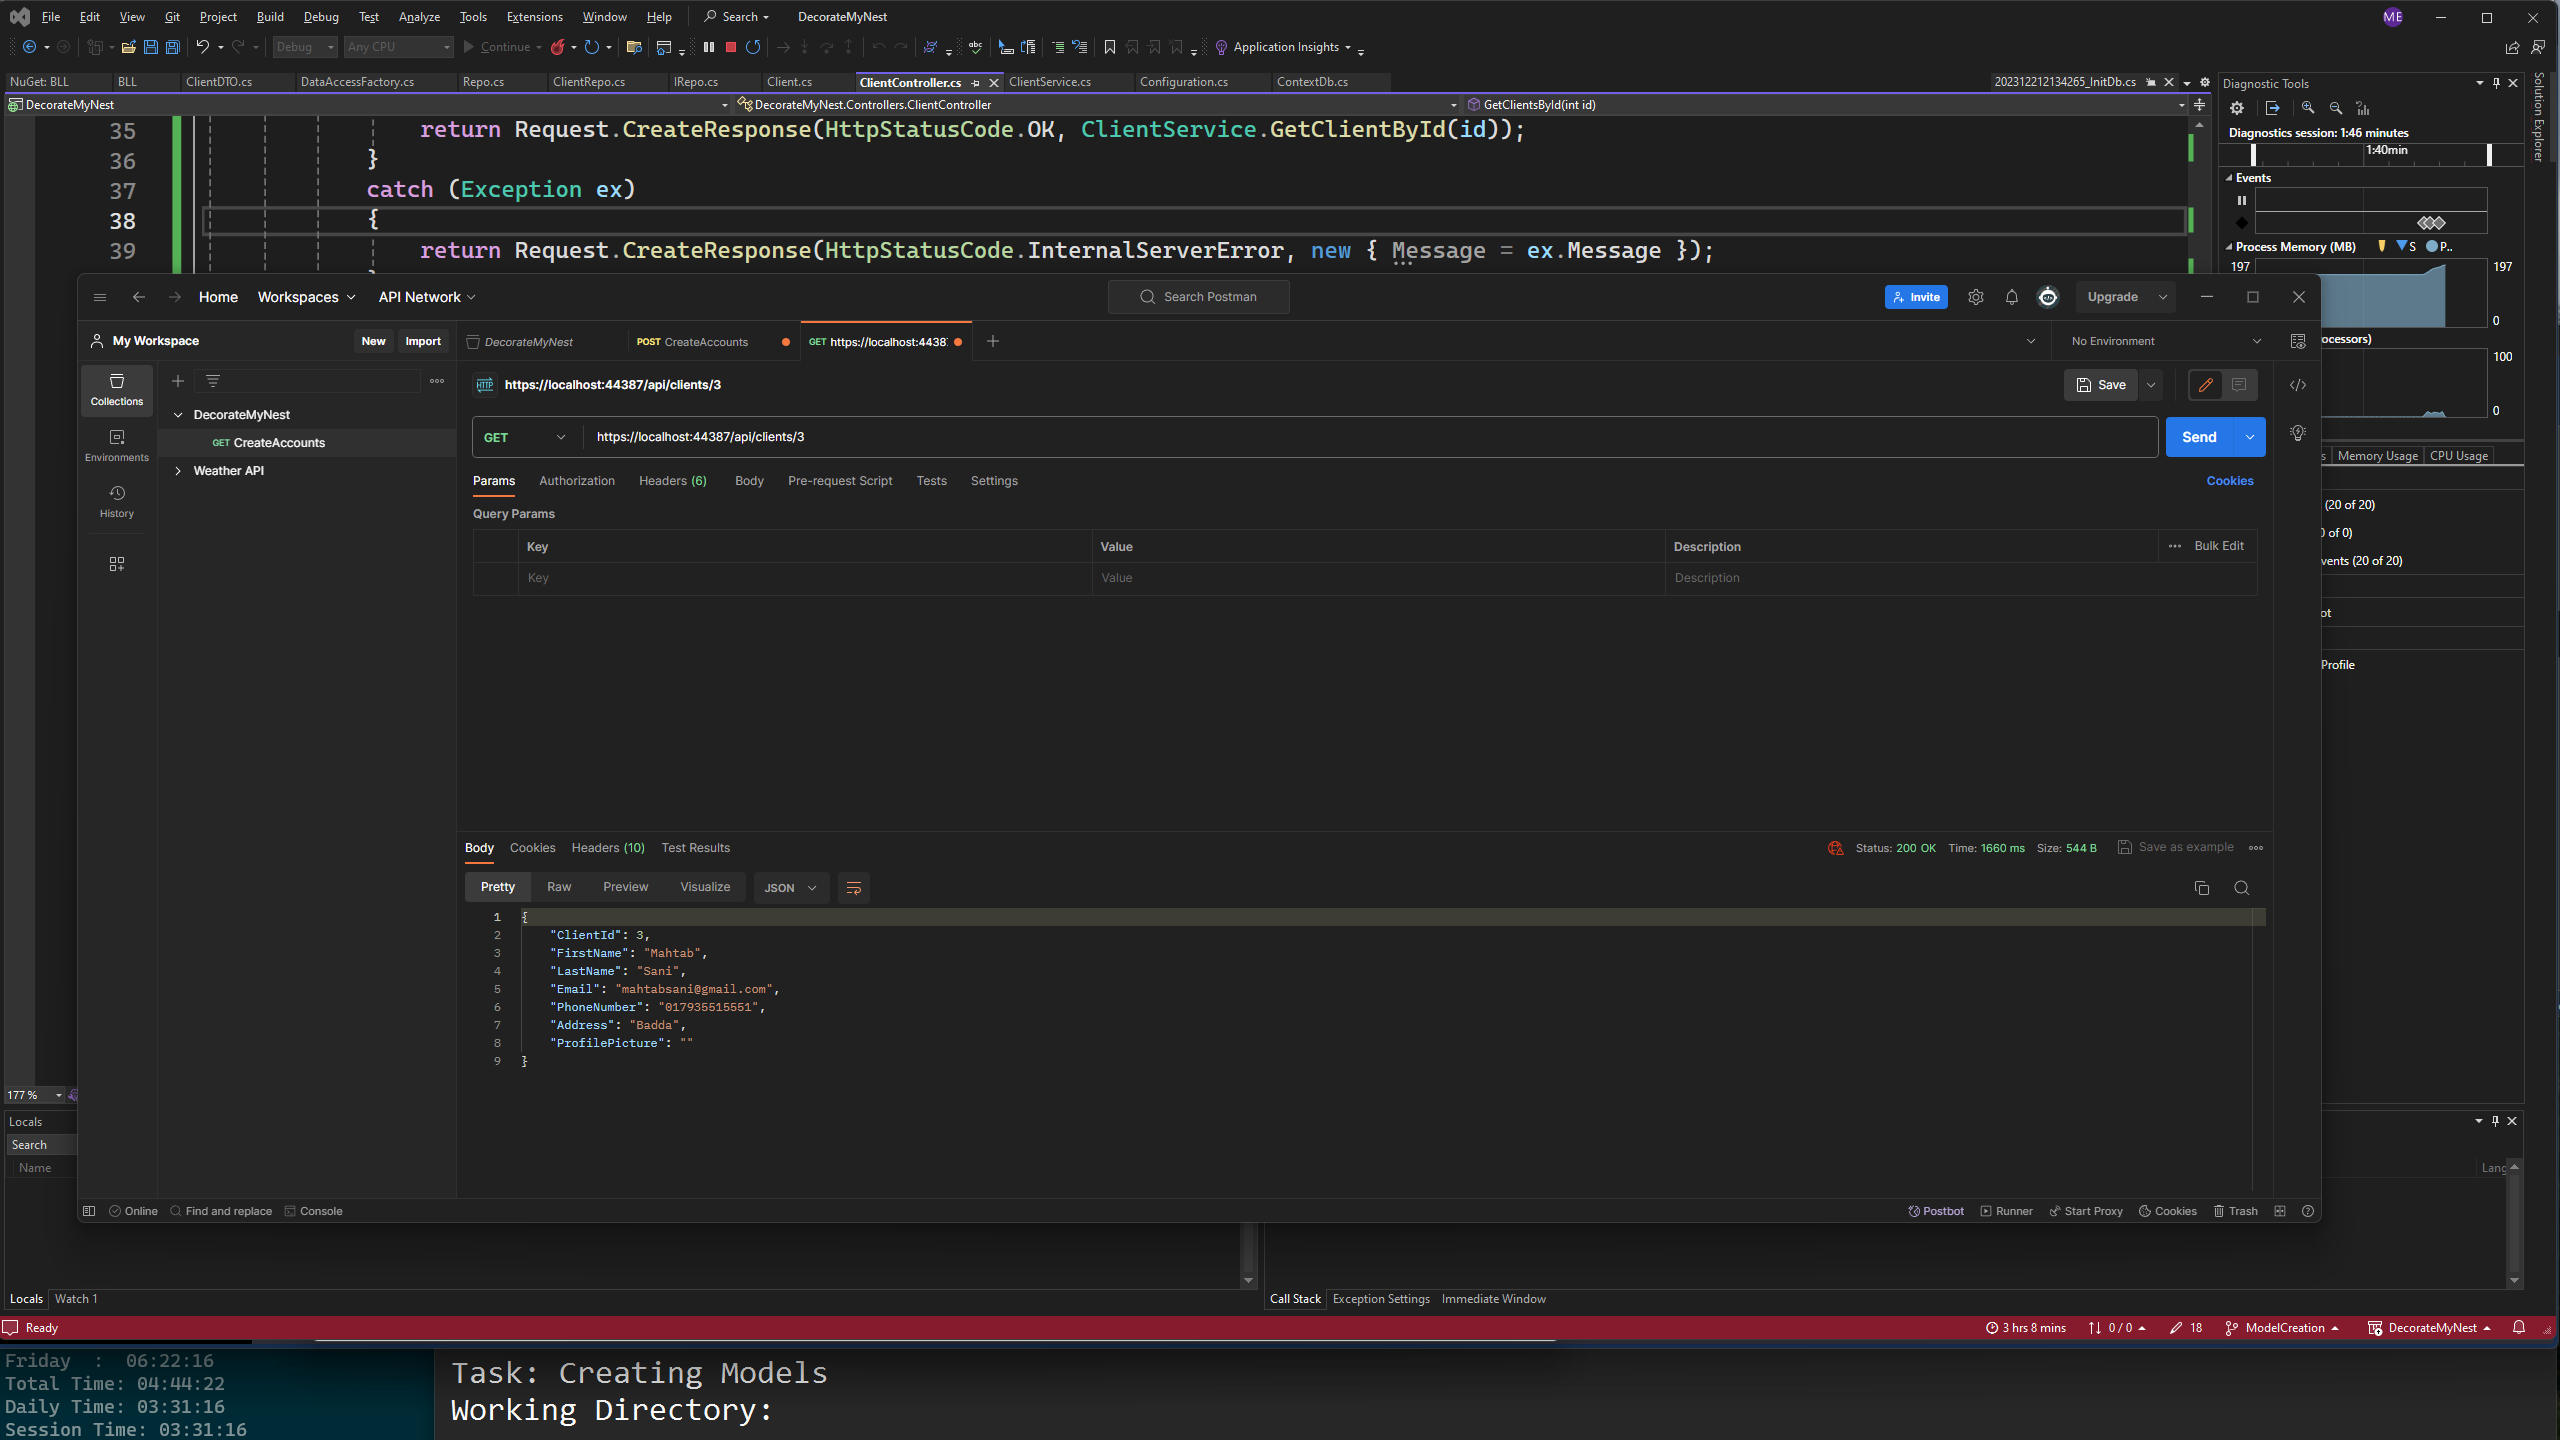 File Edit View Git Project Build Debug Test Analyze Tools Extensions Window Help Search DecorateMyNest ME
Debug Any CPU Continue Application Insights
NuGet: BLL BLL ClientDTO.cs DataAccessFactory.cs Repo.cs ClientRepo.cs IRepo.cs Client.cs ClientController.cs ClientService.cs Configuration.cs ContextDb.cs 202312212134265_InitDb.cs
DecorateMyNest DecorateMyNest.Controllers.ClientController GetClientsById(int id)
35 return Request.CreateResponse(HttpStatusCode.OK, ClientService.GetClientById(id));
36 }
37 catch (Exception ex)
38 {
39 return Request.CreateResponse(HttpStatusCode.InternalServerError, new { Message = ex.Message });
Diagnostic Tools
Diagnostics session: 1:46 minutes
1:40min
Events
Process Memory (MB) S P..
197 197
0
ocessors)
100
0
s Memory Usage CPU Usage
(20 of 20)
0 of 0)
vents (20 of 20)
ot
Profile
Solution Explorer
Home Workspaces API Network Search Postman Invite Upgrade
My Workspace New Import DecorateMyNest POST CreateAccounts GET https://localhost:4438 No Environment
Collections
Environments
History
DecorateMyNest
GET CreateAccounts
Weather API
HTTP https://localhost:44387/api/clients/3 Save
GET https://localhost:44387/api/clients/3 Send
Params Authorization Headers (6) Body Pre-request Script Tests Settings Cookies
Query Params
Key Value Description Bulk Edit
Key Value Description
Body Cookies Headers (10) Test Results Status: 200 OK Time: 1660 ms Size: 544 B Save as example
Pretty Raw Preview Visualize JSON
1 {
2 "ClientId": 3,
3 "FirstName": "Mahtab",
4 "LastName": "Sani",
5 "Email": "mahtabsani@gmail.com",
6 "PhoneNumber": "017935515551",
7 "Address": "Badda",
8 "ProfilePicture": ""
9 }
Online Find and replace Console Postbot Runner Start Proxy Cookies Trash
177 %
Locals
Search
Name
Lang
Locals Watch 1 Call Stack Exception Settings Immediate Window
Ready 3 hrs 8 mins 0 / 0 18 ModelCreation DecorateMyNest
Friday : 06:22:16
Total Time: 04:44:22
Daily Time: 03:31:16
Session Time: 03:31:16
Task: Creating Models
Working Directory: